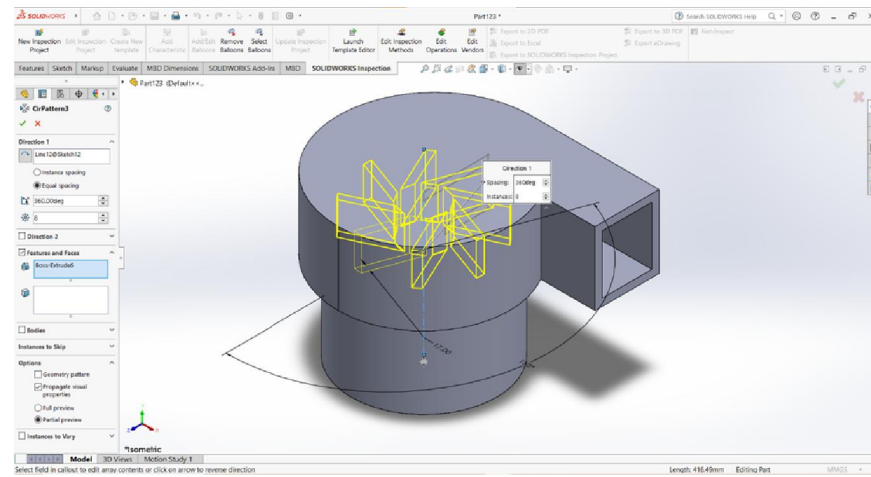 SOLIDWORKS
Part123 *
Search SOLIDWORKS Help
New Inspection Project
Edit Inspection Project
Create New template
Add Characteristic
Add/Edit Balloons
Remove Balloons
Select Balloons
Update Inspection Project
Launch Template Editor
Edit Inspection Methods
Edit Operations
Edit Vendors
Export to 2D PDF
Export to Excel
Export to SOLIDWORKS Inspection Project
Export to 3D PDF
Export eDrawing
Net-Inspect
Features Sketch Markup Evaluate MBD Dimensions SOLIDWORKS Add-Ins MBD SOLIDWORKS Inspection
Part123 (Default<<...
CirPattern3
Direction 1
Line12@Sketch12
Instance spacing
Equal spacing
360.00deg
8
Direction 2
Features and Faces
Boss-Extrude6
Bodies
Instances to Skip
Options
Geometry pattern
Propagate visual properties
Full preview
Partial preview
Instances to Vary
Direction 1
Spacing: 360deg
Instances: 8
17.20
*Isometric
Model 3D Views Motion Study 1
Select field in callout to edit array contents or click on arrow to reverse direction
Length: 416.49mm Editing Part MMGS